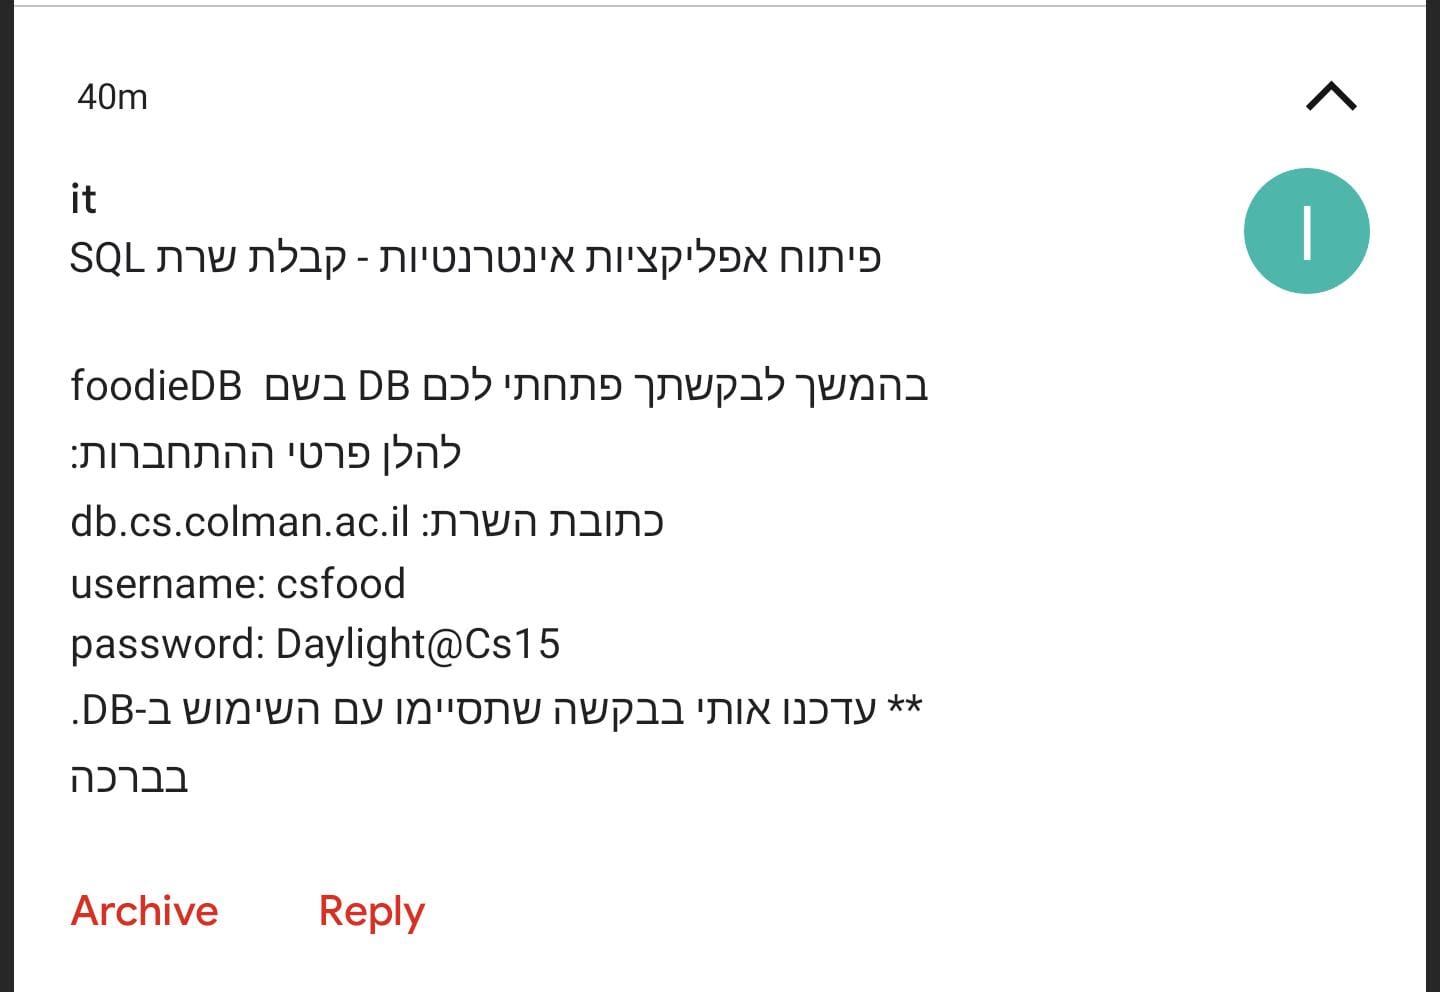 40m
it
פיתוח אפליקציות אינטרנטיות - קבלת שרת SQL
בהמשך לבקשתך פתחתי לכם DB בשם foodieDB
להלן פרטי ההתחברות:
כתובת השרת: db.cs.colman.ac.il
username: csfood
password: Daylight@Cs15
** עדכנו אותי בבקשה שתסיימו עם השימוש ב-DB.
בברכה
Archive Reply
I